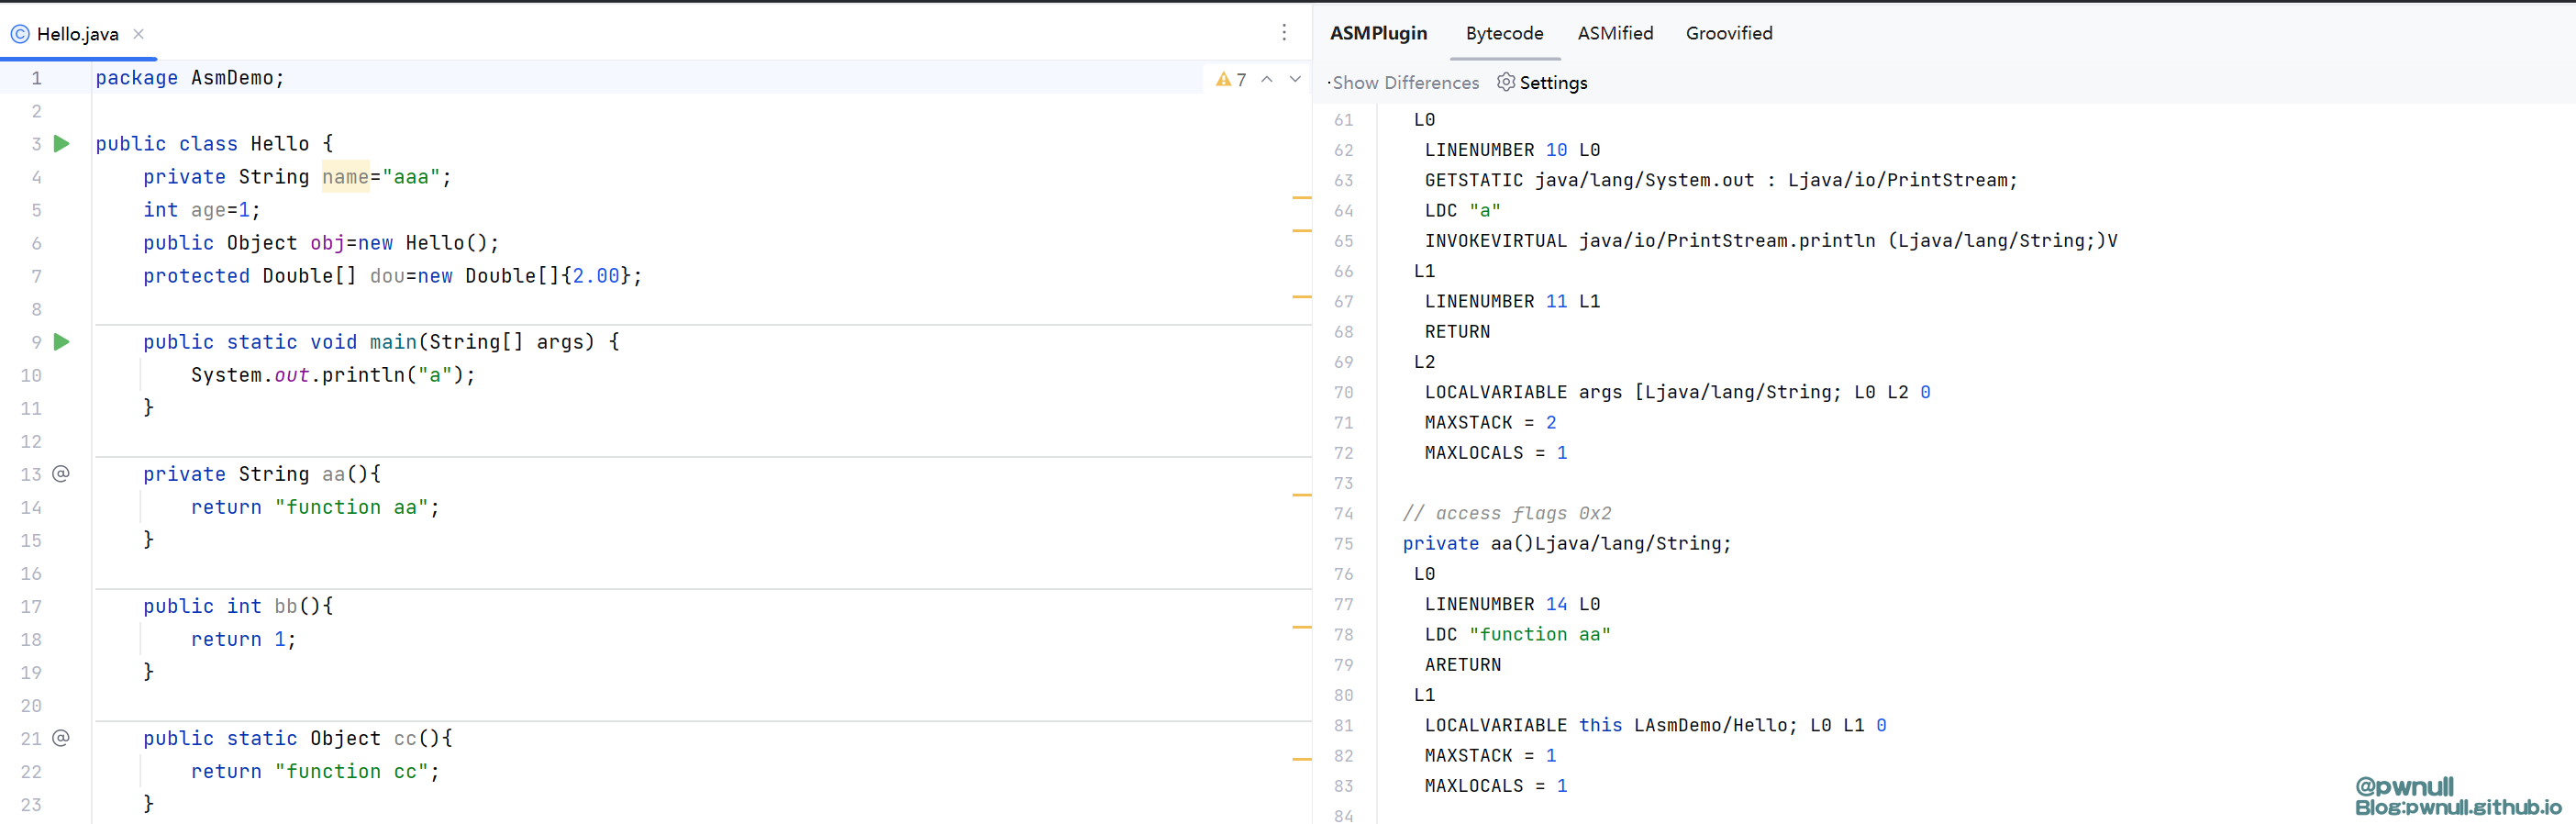 Hello.java
1 package AsmDemo;
7
2
3 public class Hello {
4 private String name="aaa";
5 int age=1;
6 public Object obj=new Hello();
7 protected Double[] dou=new Double[]{2.00};
8
9 public static void main(String[] args) {
10 System.out.println("a");
11 }
12
13 @ private String aa(){
14 return "function aa";
15 }
16
17 public int bb(){
18 return 1;
19 }
20
21 @ public static Object cc(){
22 return "function cc";
23 }
ASMPlugin Bytecode ASMified Groovified
·Show Differences Settings
61 L0
62 LINENUMBER 10 L0
63 GETSTATIC java/lang/System.out : Ljava/io/PrintStream;
64 LDC "a"
65 INVOKEVIRTUAL java/io/PrintStream.println (Ljava/lang/String;)V
66 L1
67 LINENUMBER 11 L1
68 RETURN
69 L2
70 LOCALVARIABLE args [Ljava/lang/String; L0 L2 0
71 MAXSTACK = 2
72 MAXLOCALS = 1
73
74 // access flags 0x2
75 private aa()Ljava/lang/String;
76 L0
77 LINENUMBER 14 L0
78 LDC "function aa"
79 ARETURN
80 L1
81 LOCALVARIABLE this LAsmDemo/Hello; L0 L1 0
82 MAXSTACK = 1
83 MAXLOCALS = 1
84
@pwnull
Blog:pwnull.github.io